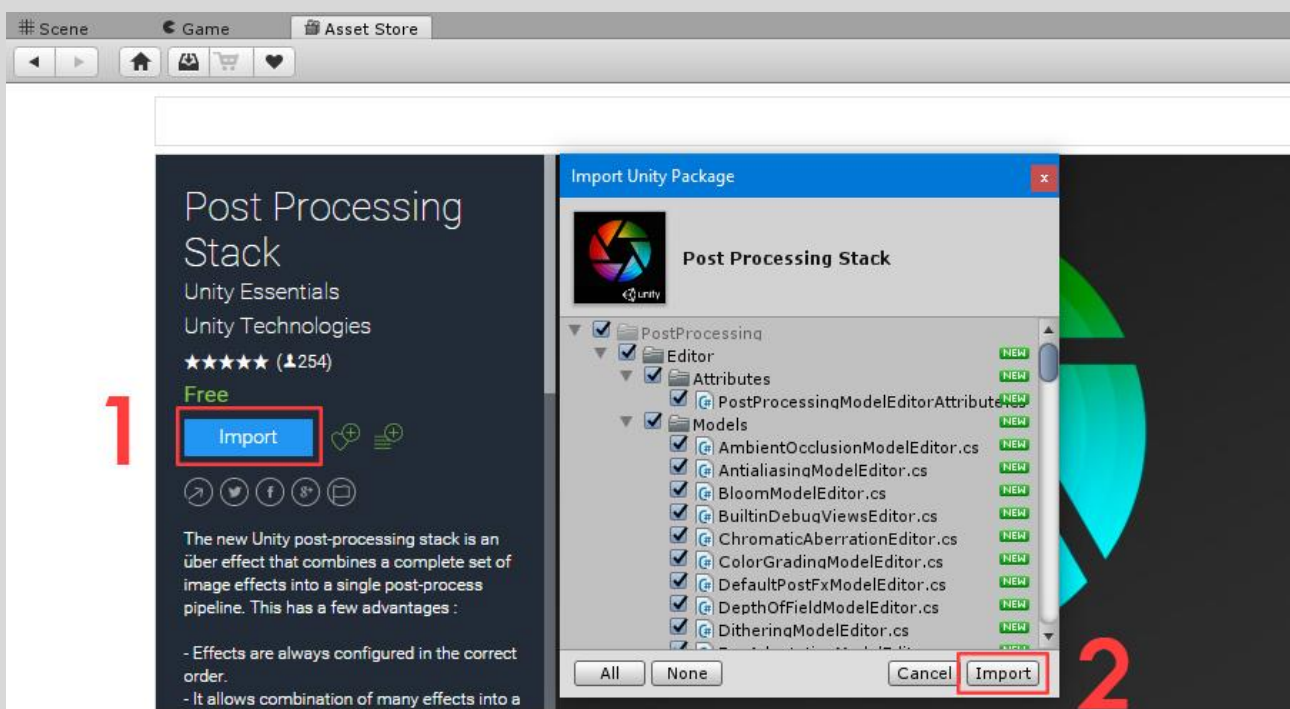 Scene
Game
Asset Store
Post Processing
Stack
Unity Essentials
Unity Technologies
★★★★★ (254)
Free
1
Import
The new Unity post-processing stack is an
über effect that combines a complete set of
image effects into a single post-process
pipeline. This has a few advantages :
- Effects are always configured in the correct
order.
- It allows combination of many effects into a
Import Unity Package
x
unity
Post Processing Stack
PostProcessing
Editor NEW
Attributes NEW
PostProcessingModelEditorAttribute NEW
Models NEW
AmbientOcclusionModelEditor.cs NEW
AntialiasingModelEditor.cs NEW
BloomModelEditor.cs NEW
BuiltinDebugViewsEditor.cs NEW
ChromaticAberrationEditor.cs NEW
ColorGradingModelEditor.cs NEW
DefaultPostFxModelEditor.cs NEW
DepthOfFieldModelEditor.cs NEW
DitheringModelEditor.cs NEW
All None Cancel Import
2